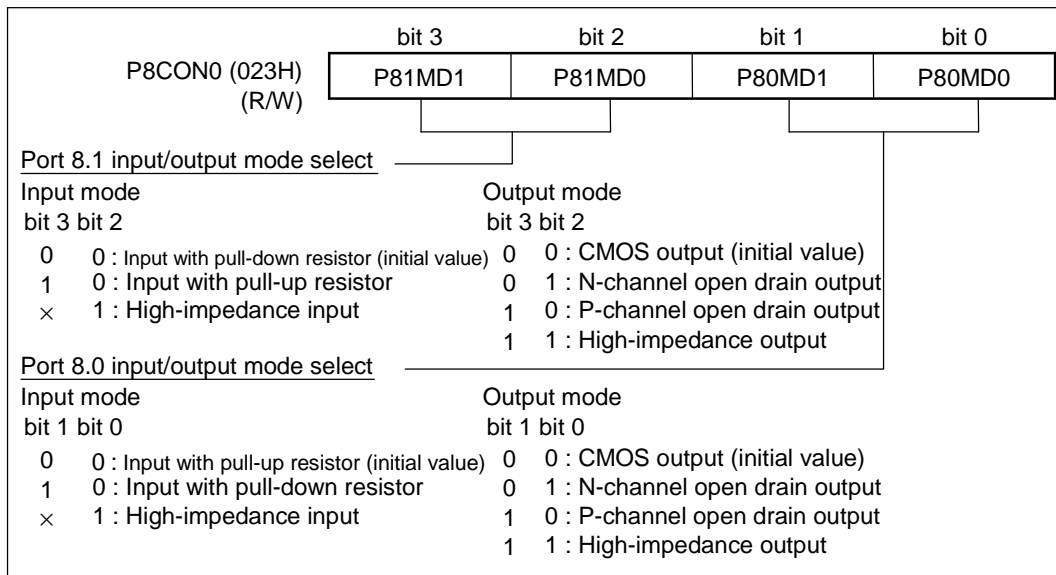 bit 3 bit 2 bit 1 bit 0
P8CON0 (023H) P81MD1 P81MD0 P80MD1 P80MD0
(R/W)
Port 8.1 input/output mode select
Input mode Output mode
bit 3 bit 2 bit 3 bit 2
0 0 : Input with pull-down resistor (initial value) 0 0 : CMOS output (initial value)
1 0 : Input with pull-up resistor 0 1 : N-channel open drain output
× 1 : High-impedance input 1 0 : P-channel open drain output
1 1 : High-impedance output
Port 8.0 input/output mode select
Input mode Output mode
bit 1 bit 0 bit 1 bit 0
0 0 : Input with pull-up resistor (initial value) 0 0 : CMOS output (initial value)
1 0 : Input with pull-down resistor 0 1 : N-channel open drain output
× 1 : High-impedance input 1 0 : P-channel open drain output
1 1 : High-impedance output